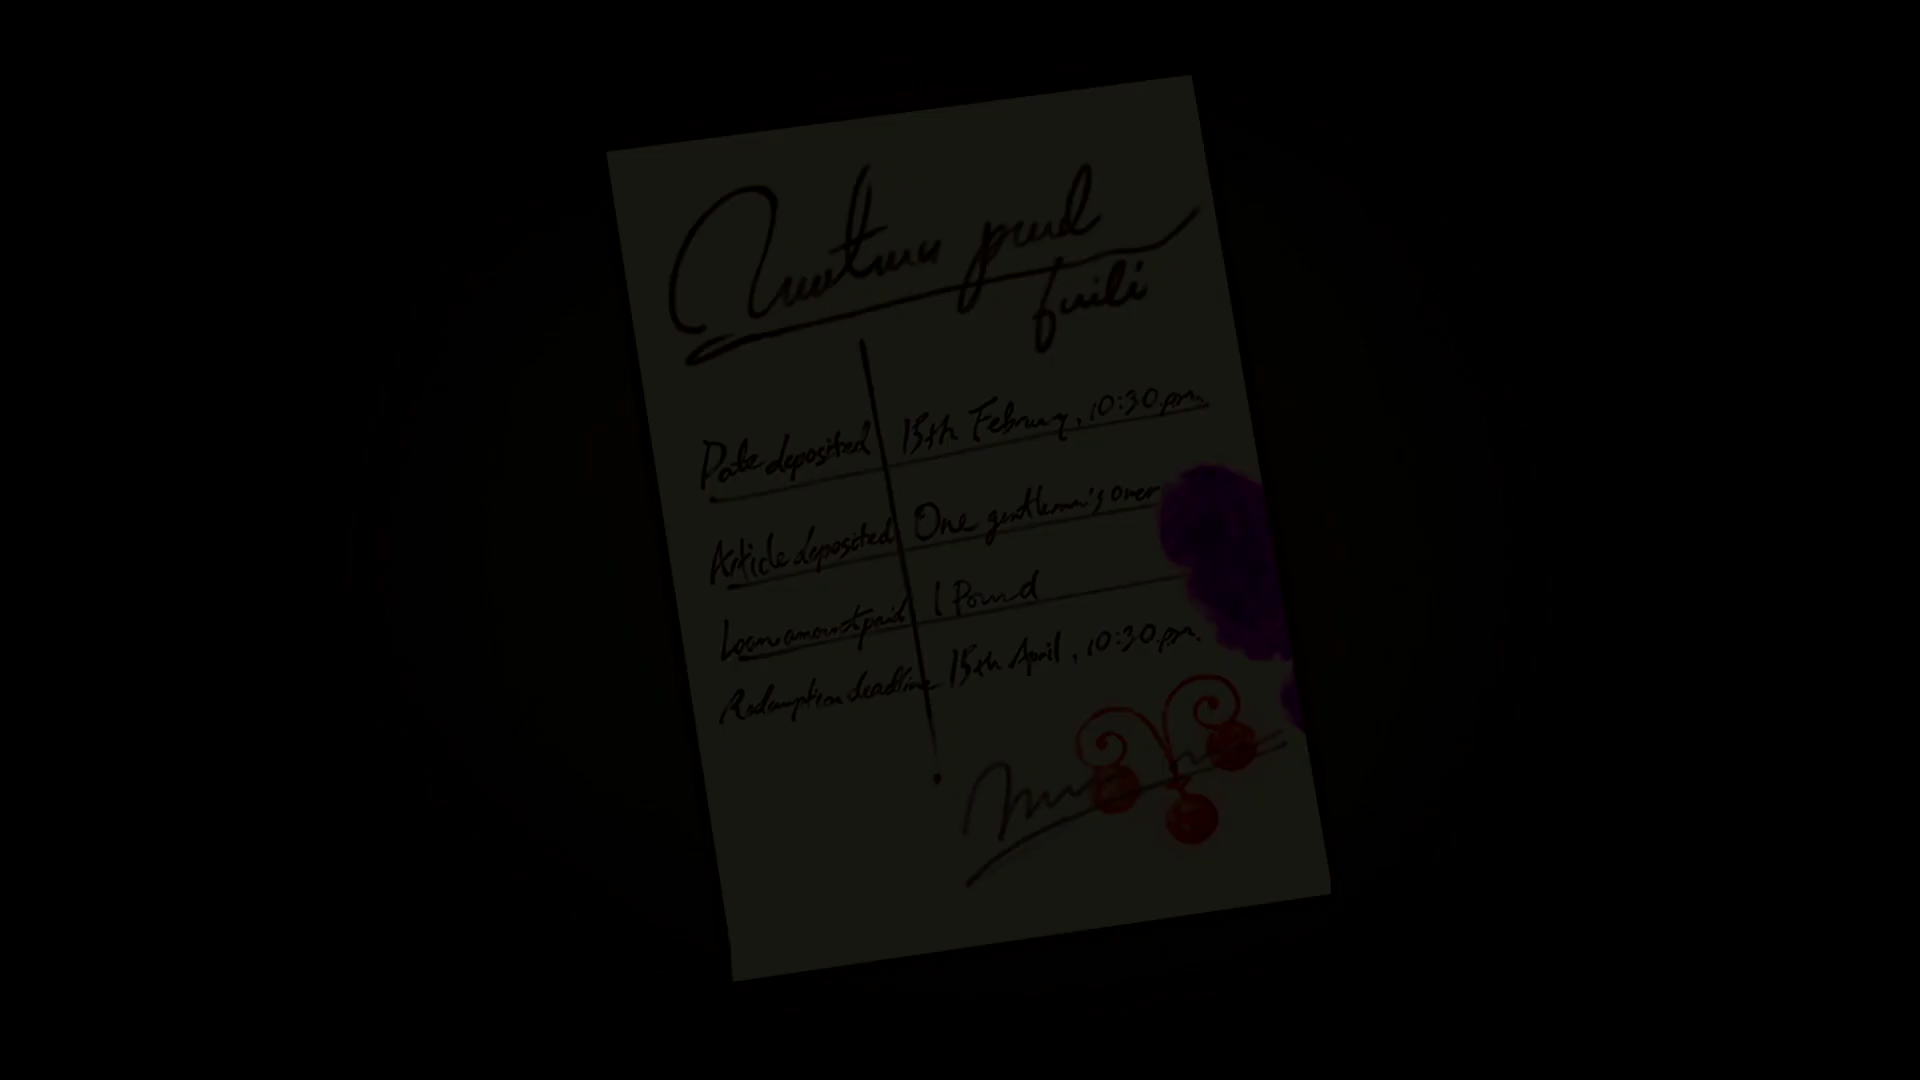 Date deposited 15th February, 10:30 p.m.
Article deposited One gentleman's over
Loan amount paid 1 Pound
Redemption deadline 15th April, 10:30 p.m.